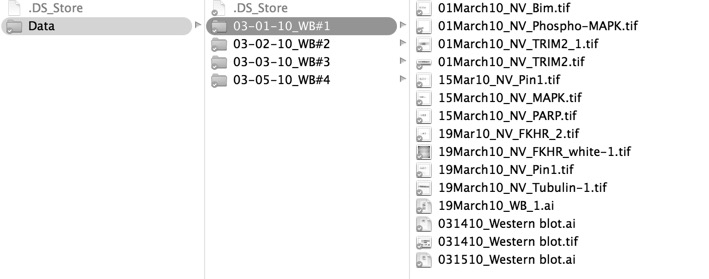 .DS_Store
Data
.DS_Store
03-01-10_WB#1
03-02-10_WB#2
03-03-10_WB#3
03-05-10_WB#4
01March10_NV_Bim.tif
01March10_NV_Phospho-MAPK.tif
01March10_NV_TRIM2_1.tif
01March10_NV_TRIM2.tif
15Mar10_NV_Pin1.tif
15March10_NV_MAPK.tif
15March10_NV_PARP.tif
19Mar10_NV_FKHR_2.tif
19March10_NV_FKHR_white-1.tif
19March10_NV_Pin1.tif
19March10_NV_Tubulin-1.tif
19March10_WB_1.ai
031410_Western blot.ai
031410_Western blot.tif
031510_Western blot.ai